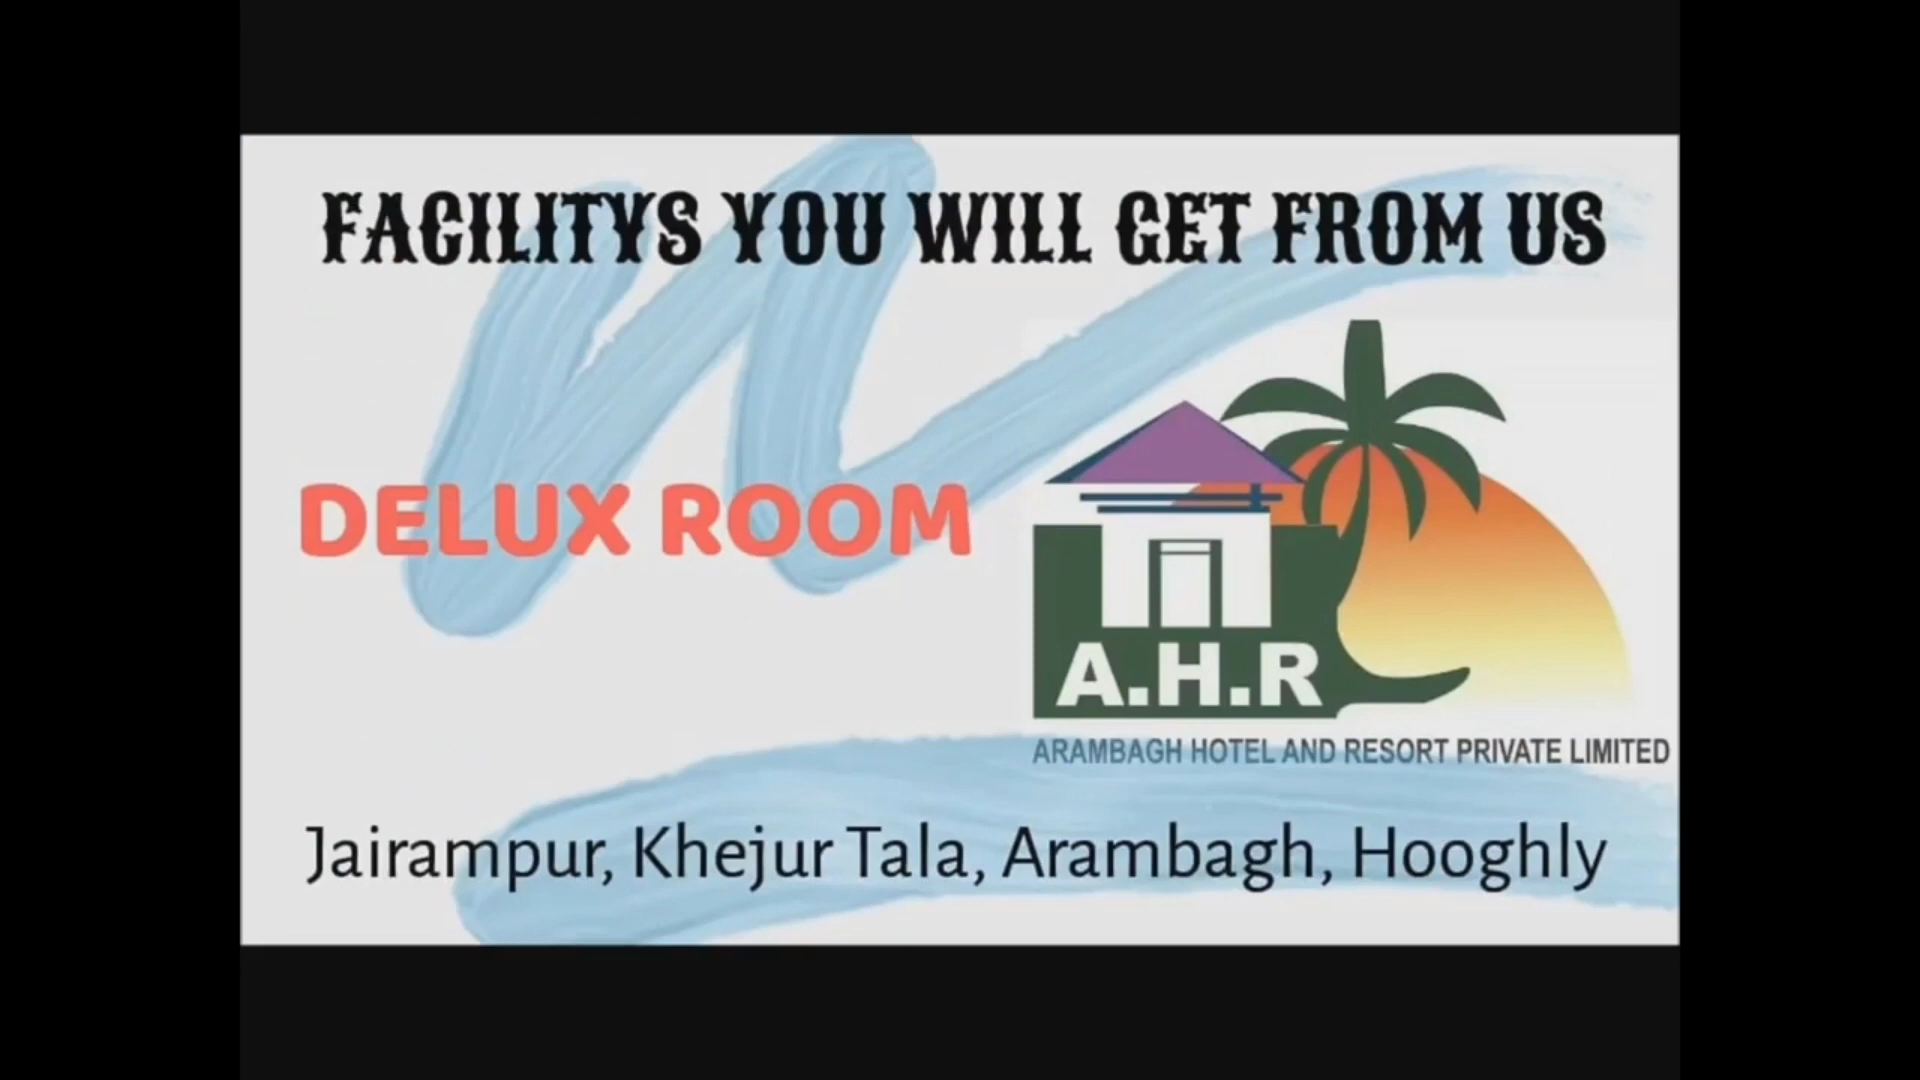 FACILITYS YOU WILL GET FROM US
DELUX ROOM
A.H.R
ARAMBAGH HOTEL AND RESORT PRIVATE LIMITED
Jairampur, Khejur Tala, Arambagh, Hooghly